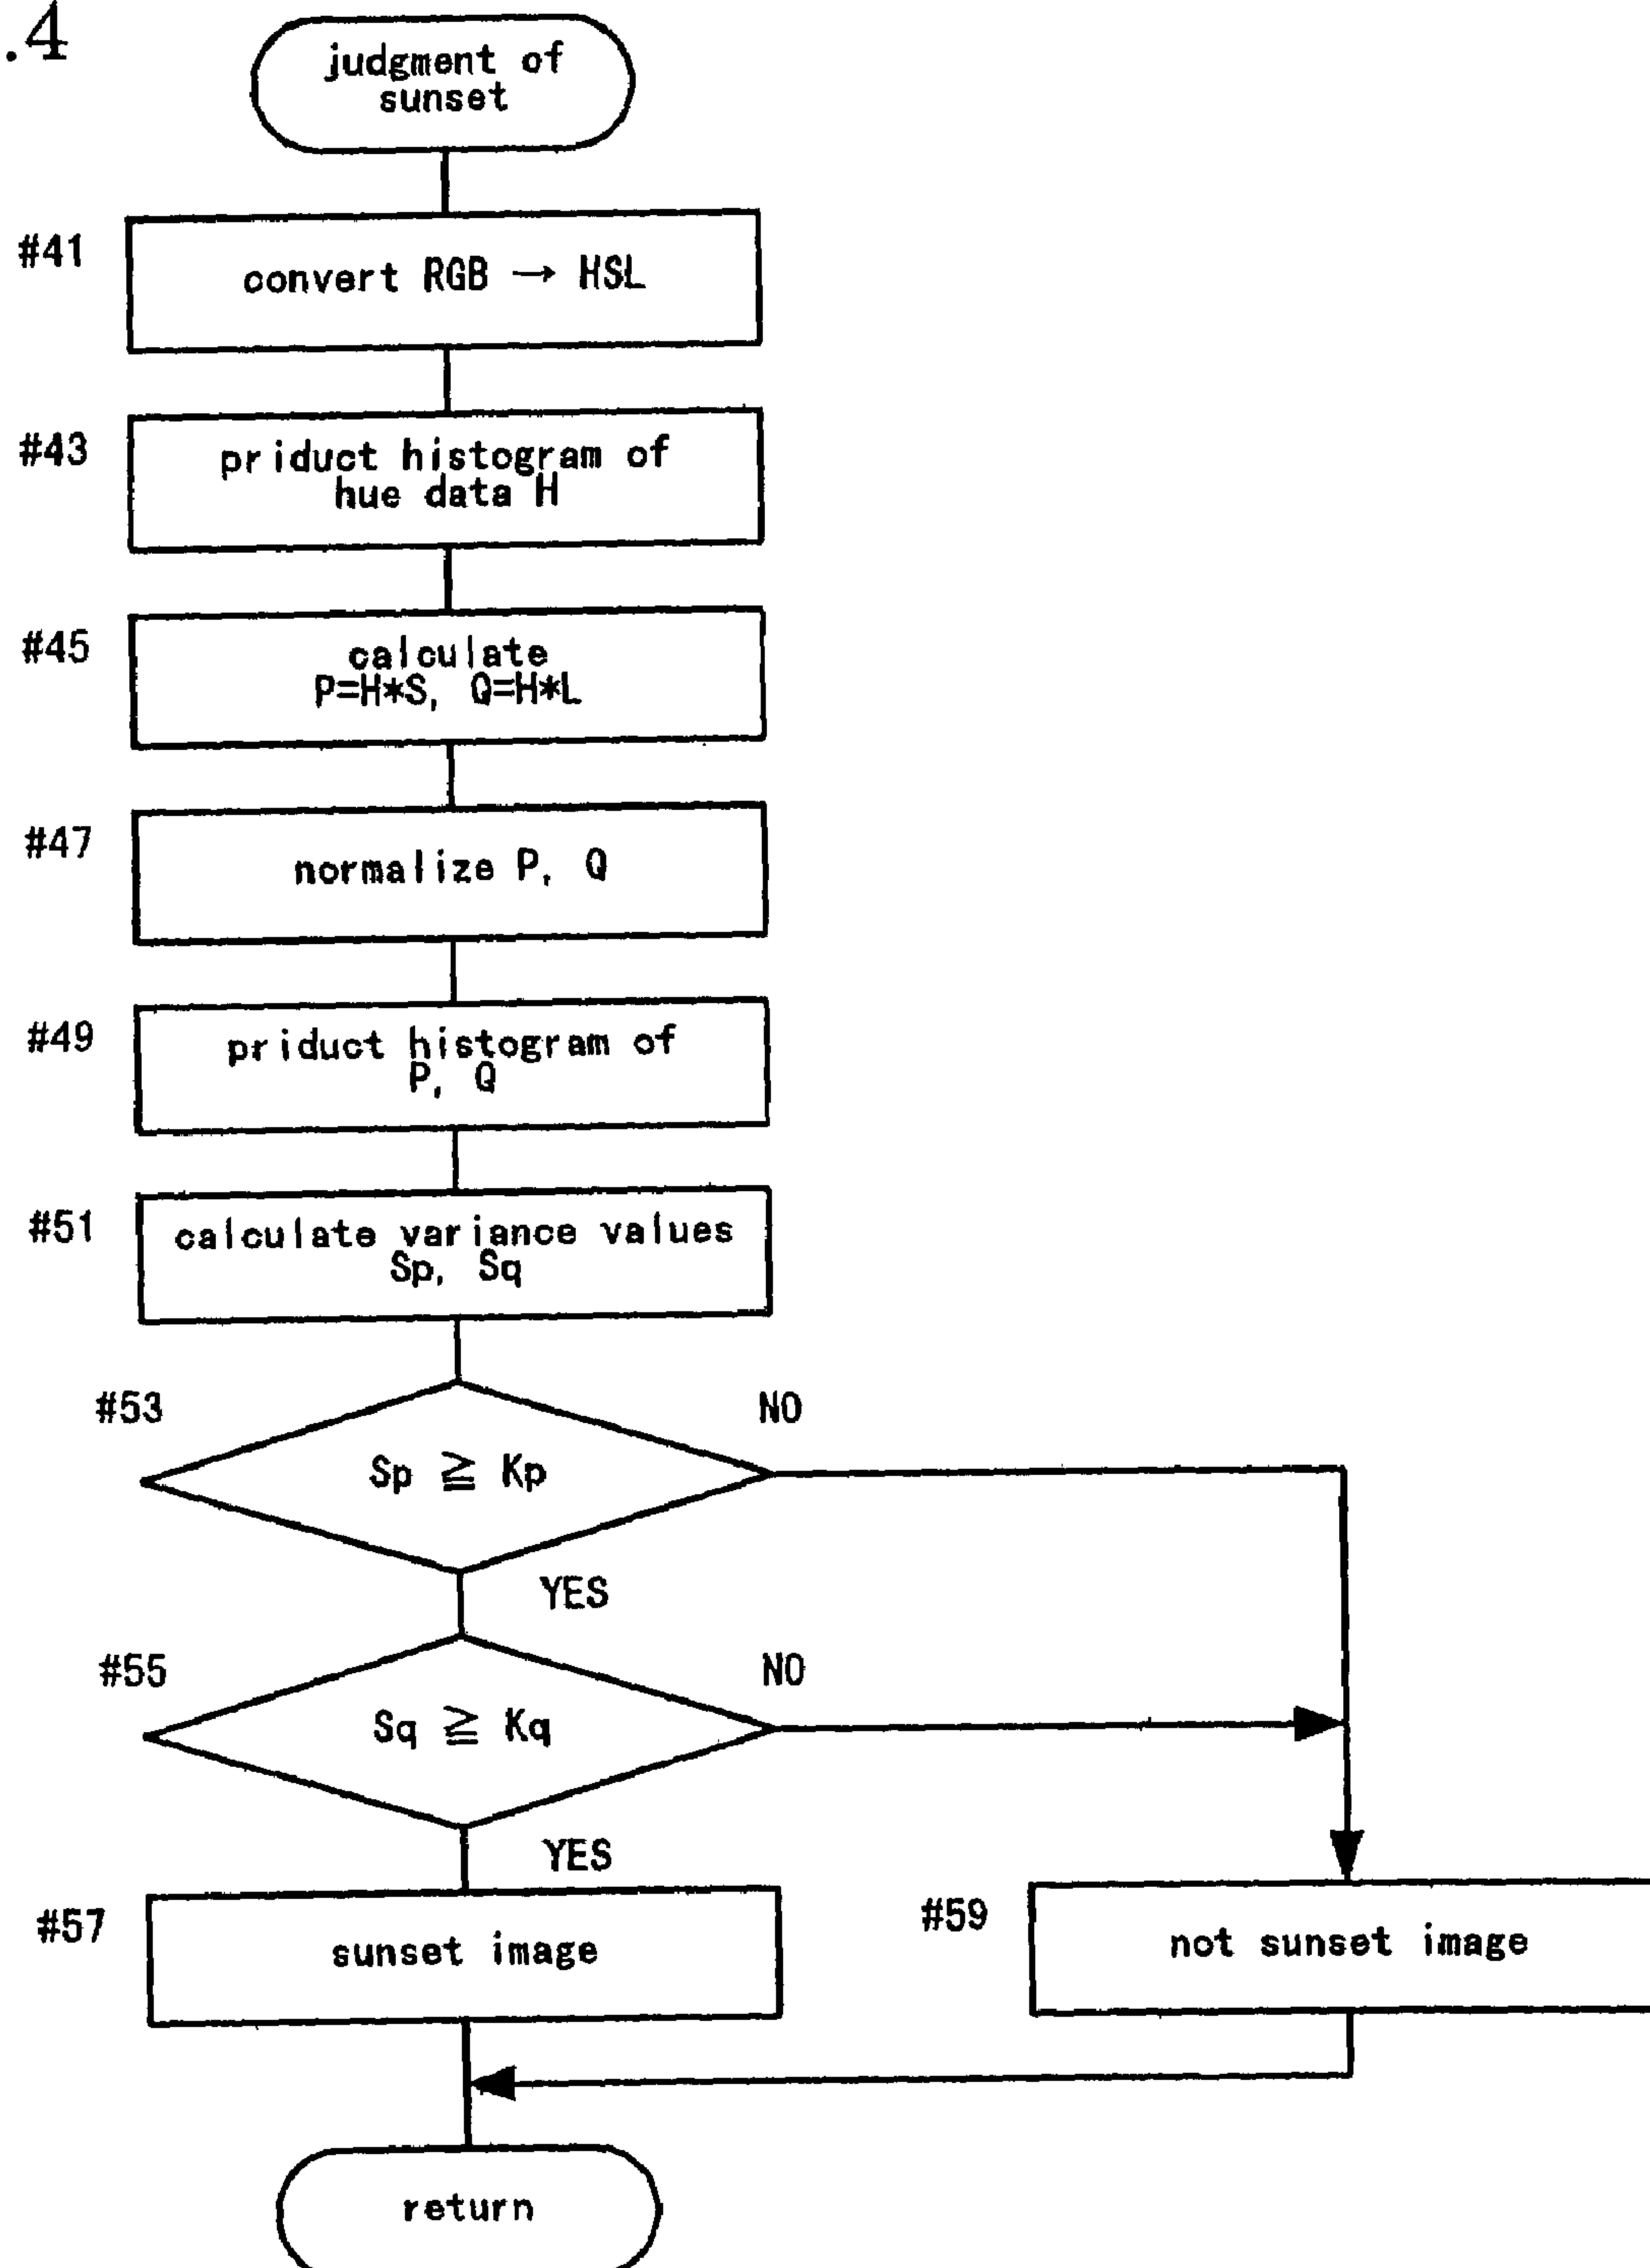 .4
judgment of
sunset
#41
convert RGB → HSL
#43
priduct histogram of
hue data H
#45
calculate
P=H*S, Q=H*L
#47
normalize P, Q
#49
priduct histogram of
P, Q
#51
calculate variance values
Sp, Sq
#53
Sp ≧ Kp
NO
YES
#55
Sq ≧ Kq
NO
YES
#57
sunset image
#59
not sunset image
return